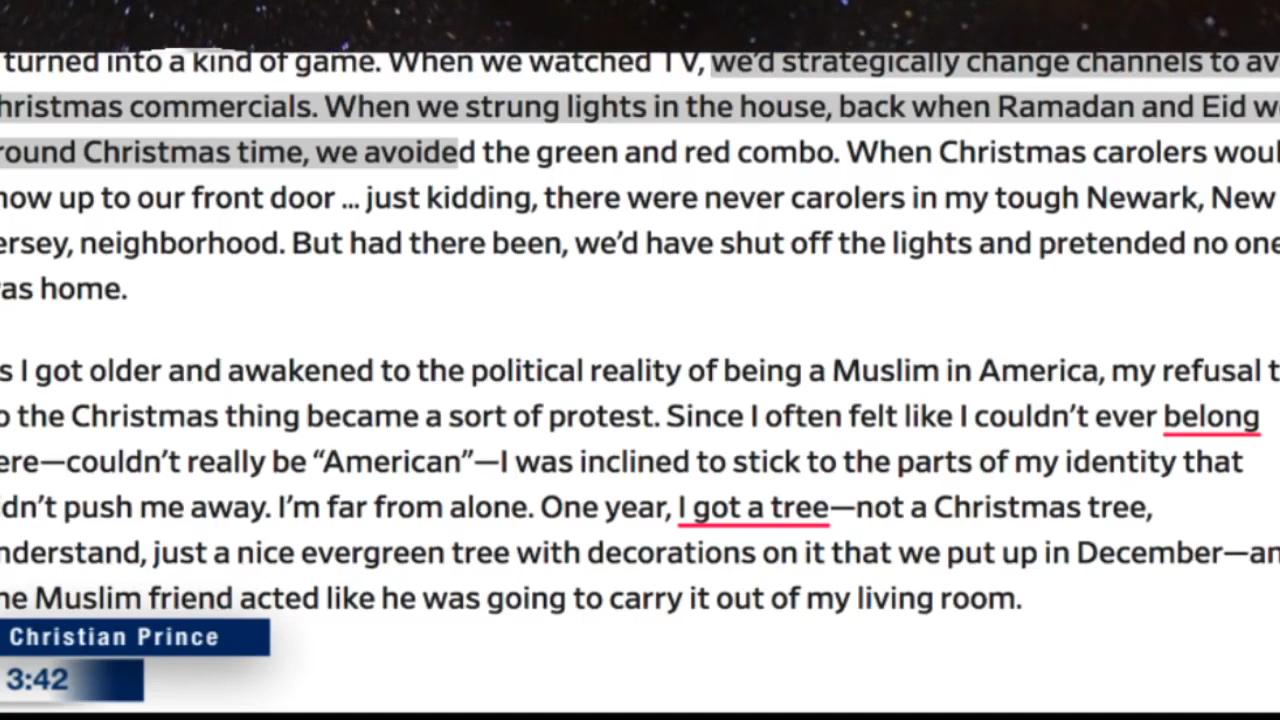 turned into a kind of game. When we watched TV, we'd strategically change channels to av
hristmas commercials. When we strung lights in the house, back when Ramadan and Eid w
round Christmas time, we avoided the green and red combo. When Christmas carolers woul
how up to our front door ... just kidding, there were never carolers in my tough Newark, New
ersey, neighborhood. But had there been, we'd have shut off the lights and pretended no one
as home.
s I got older and awakened to the political reality of being a Muslim in America, my refusal t
o the Christmas thing became a sort of protest. Since I often felt like I couldn't ever belong
ere—couldn't really be “American”—I was inclined to stick to the parts of my identity that
idn't push me away. I'm far from alone. One year, I got a tree—not a Christmas tree,
nderstand, just a nice evergreen tree with decorations on it that we put up in December—an
ne Muslim friend acted like he was going to carry it out of my living room.
Christian Prince
3:42